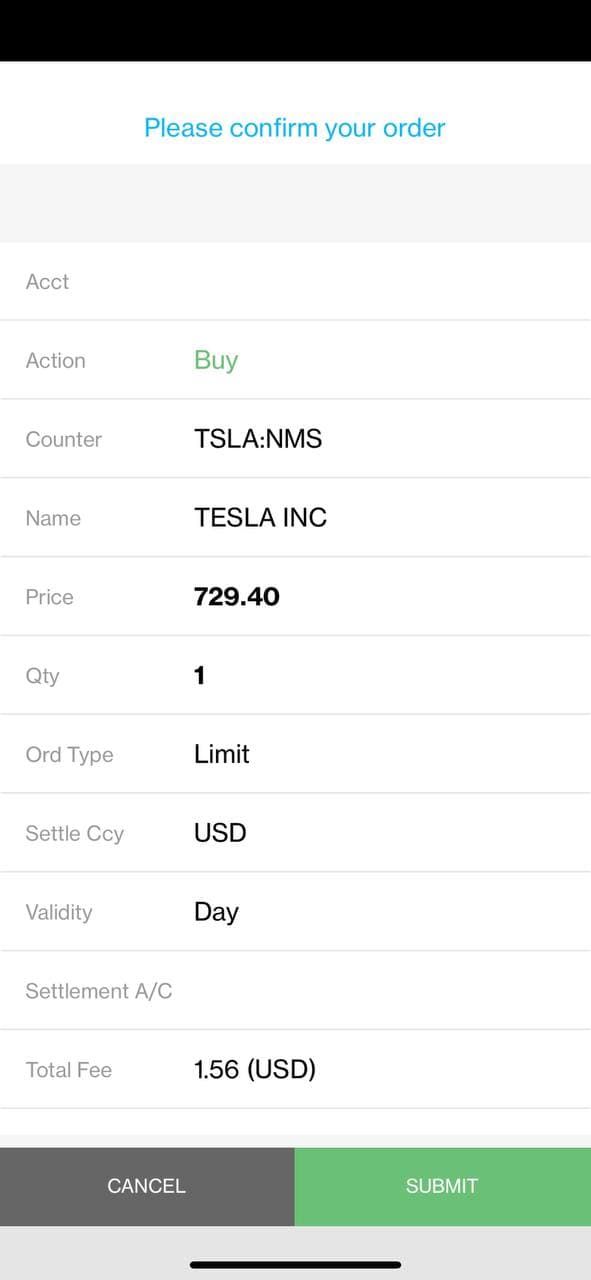 Please confirm your order
Acct
Action Buy
Counter TSLA:NMS
Name TESLA INC
Price 729.40
Qty 1
Ord Type Limit
Settle Ccy USD
Validity Day
Settlement A/C
Total Fee 1.56 (USD)
CANCEL SUBMIT